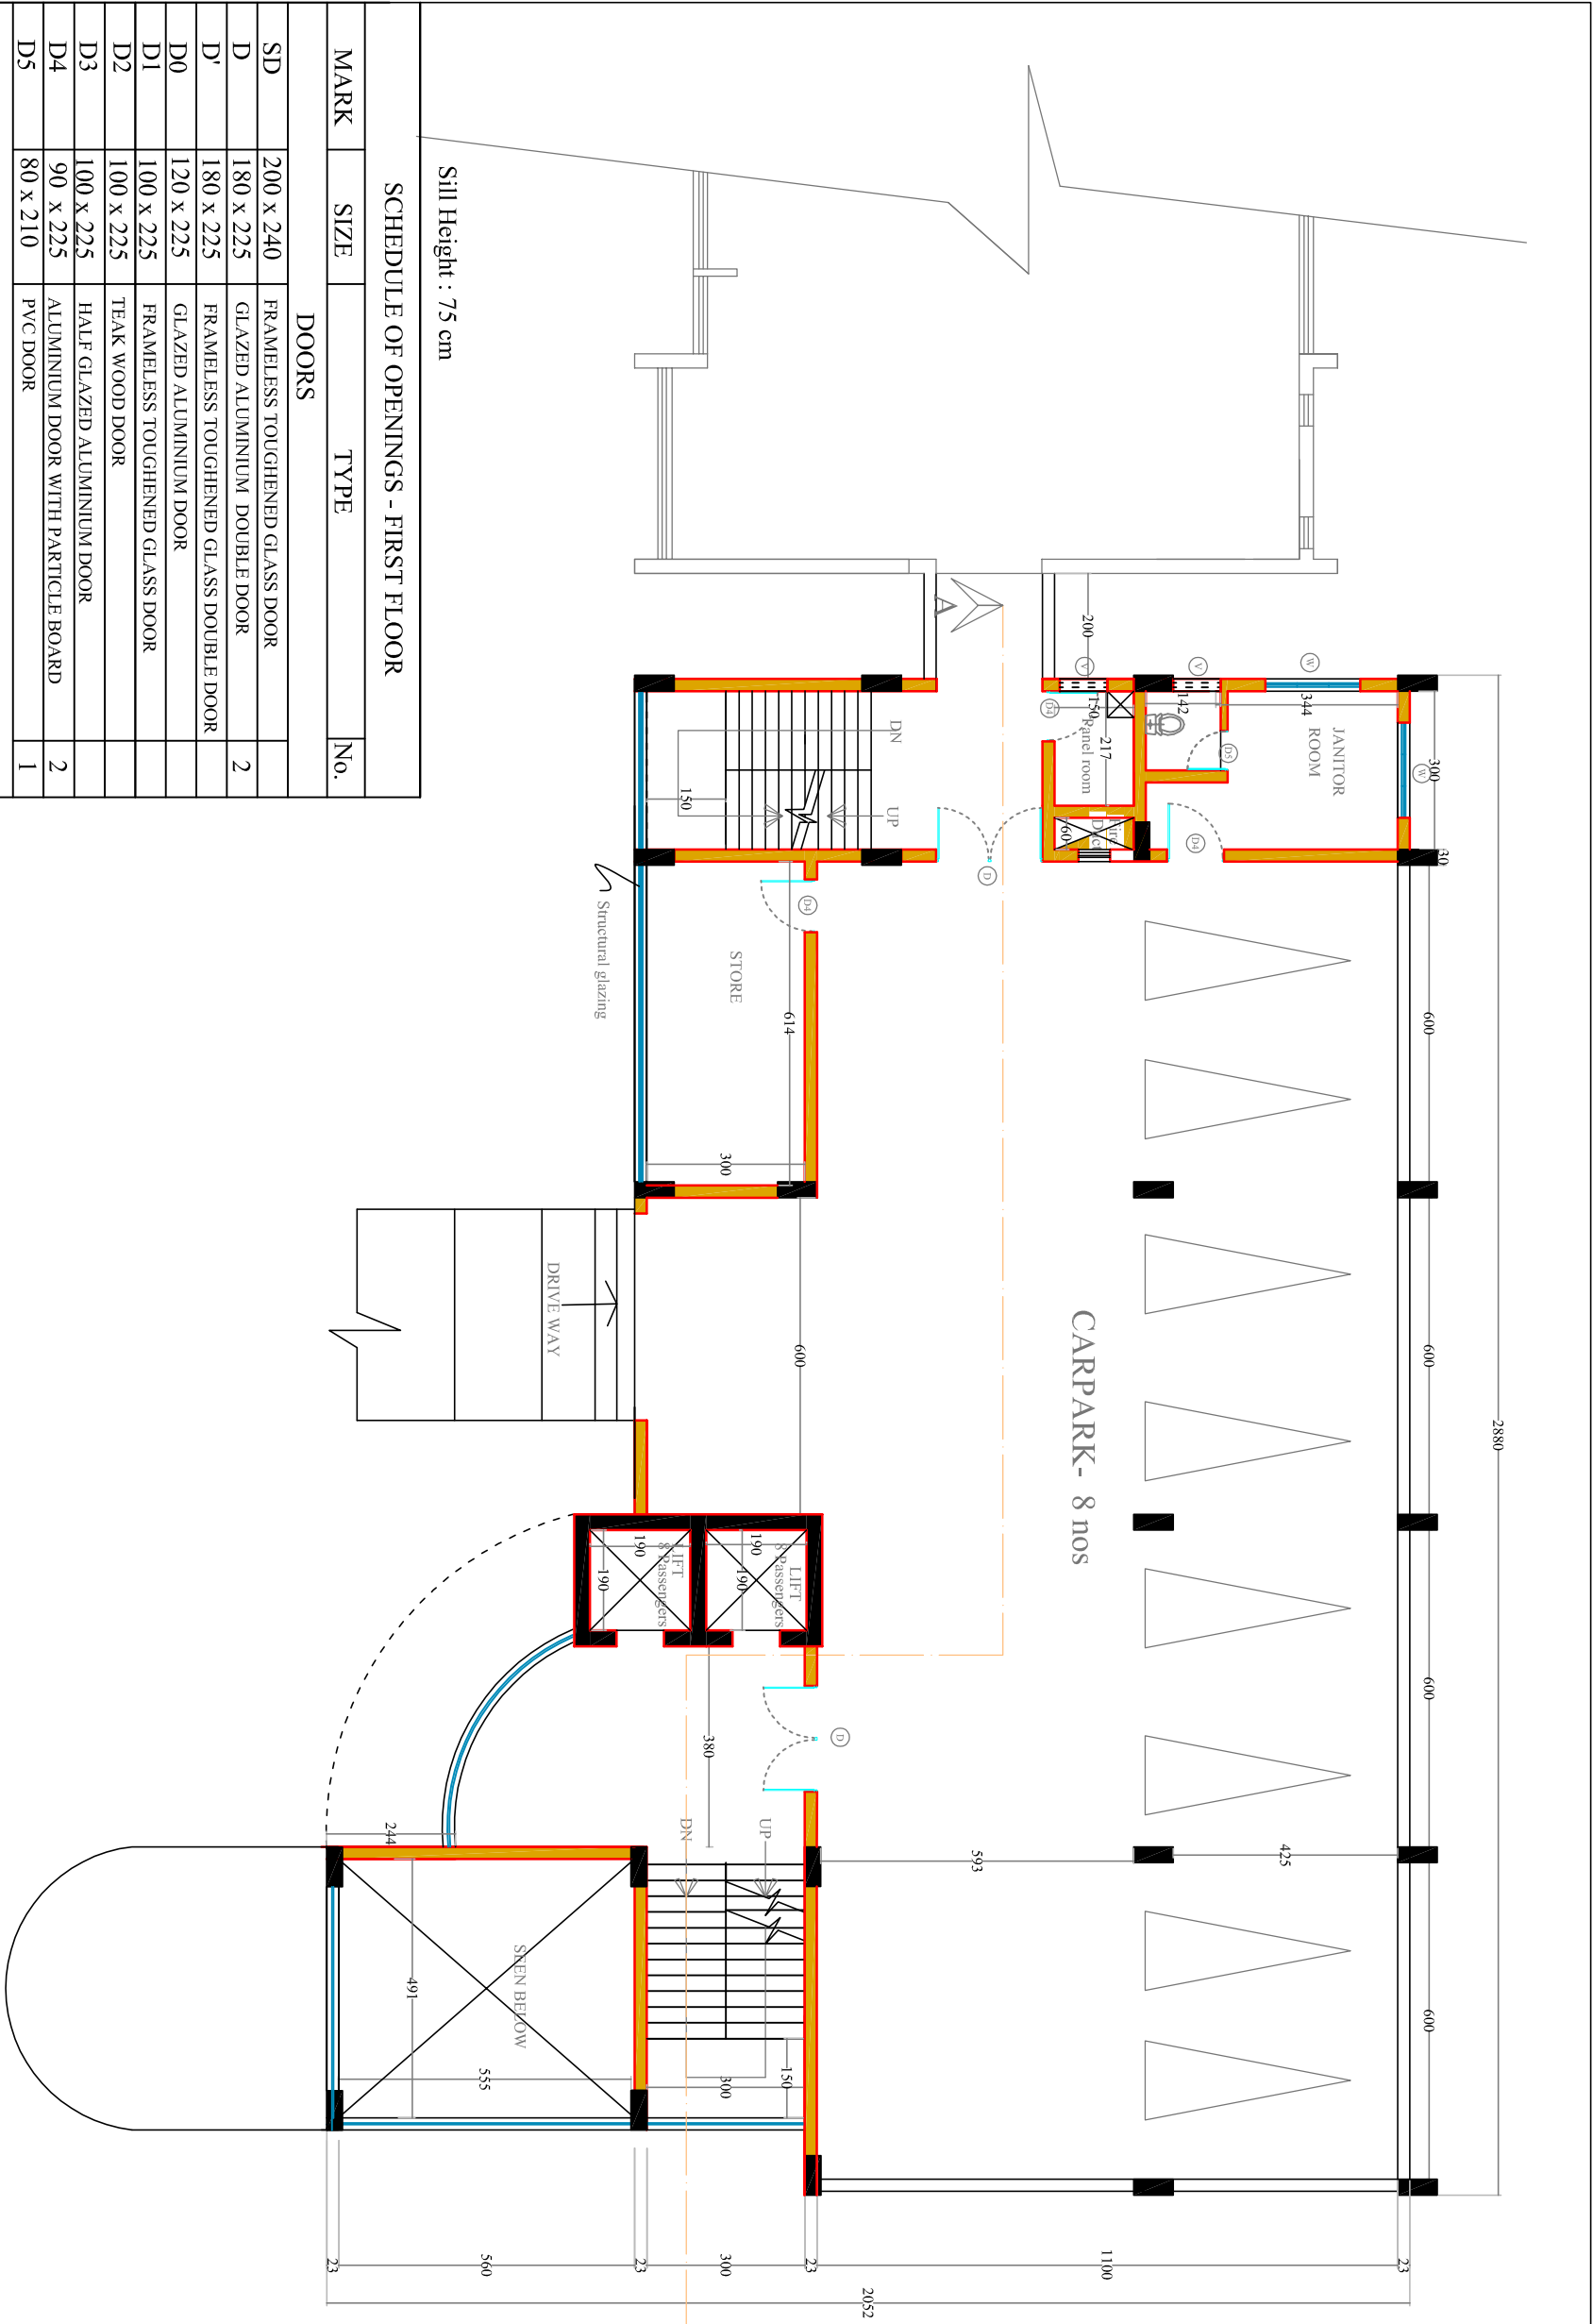 JANITOR
ROOM
300
30
344
142
W
W
V
V
D5
D4
D4
150
217
Panel room
Fire
Duct
60
200
A
D
DN
UP
150
D4
STORE
614
300
Structural glazing
600
600
600
600
2880
CARPARK- 8 nos
600
DRIVE WAY
LIFT
8 Passengers
190
190
LIFT
8 Passengers
190
190
D
380
593
425
UP
DN
244
SEEN BELOW
491
555
300
150
23
1100
23
300
23
560
23
2052
Sill Height : 75 cm
SCHEDULE OF OPENINGS - FIRST FLOOR
MARK SIZE TYPE No.
DOORS
SD 200 x 240 FRAMELESS TOUGHENED GLASS DOOR
D 180 x 225 GLAZED ALUMINIUM DOUBLE DOOR 2
D' 180 x 225 FRAMELESS TOUGHENED GLASS DOUBLE DOOR
D0 120 x 225 GLAZED ALUMINIUM DOOR
D1 100 x 225 FRAMELESS TOUGHENED GLASS DOOR
D2 100 x 225 TEAK WOOD DOOR
D3 100 x 225 HALF GLAZED ALUMINIUM DOOR
D4 90 x 225 ALUMINIUM DOOR WITH PARTICLE BOARD 2
D5 80 x 210 PVC DOOR 1